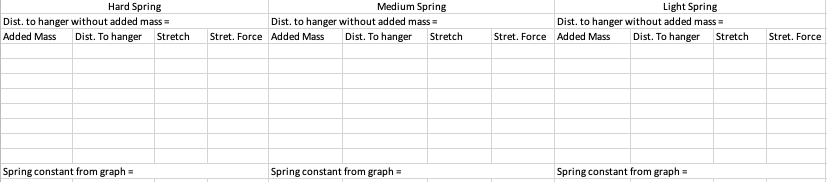 Hard Spring Medium Spring Light Spring
Dist. to hanger without added mass = Dist. to hanger without added mass = Dist. to hanger without added mass =
Added Mass Dist. To hanger Stretch Stret. Force Added Mass Dist. To hanger Stretch Stret. Force Added Mass Dist. To hanger Stretch Stret. Force
Spring constant from graph = Spring constant from graph = Spring constant from graph =